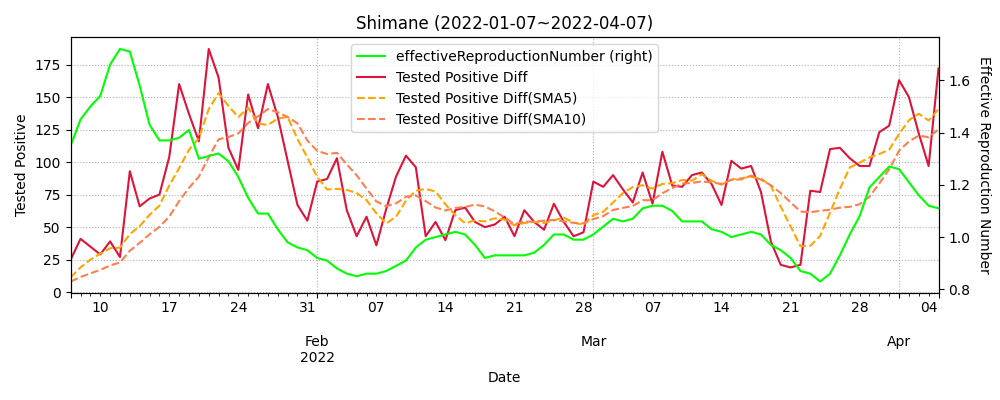 Shimane (2022-01-07~2022-04-07)
effectiveReproductionNumber (right)
Tested Positive Diff
Tested Positive Diff(SMA5)
Tested Positive Diff(SMA10)
Tested Positive
175
150
125
100
75
50
25
0
1.6
1.4
1.2
1.0
0.8
Effective Reproduction Number
10 17 24 31 07 14 21 28 07 14 21 28 04
Feb Mar Apr
2022
Date